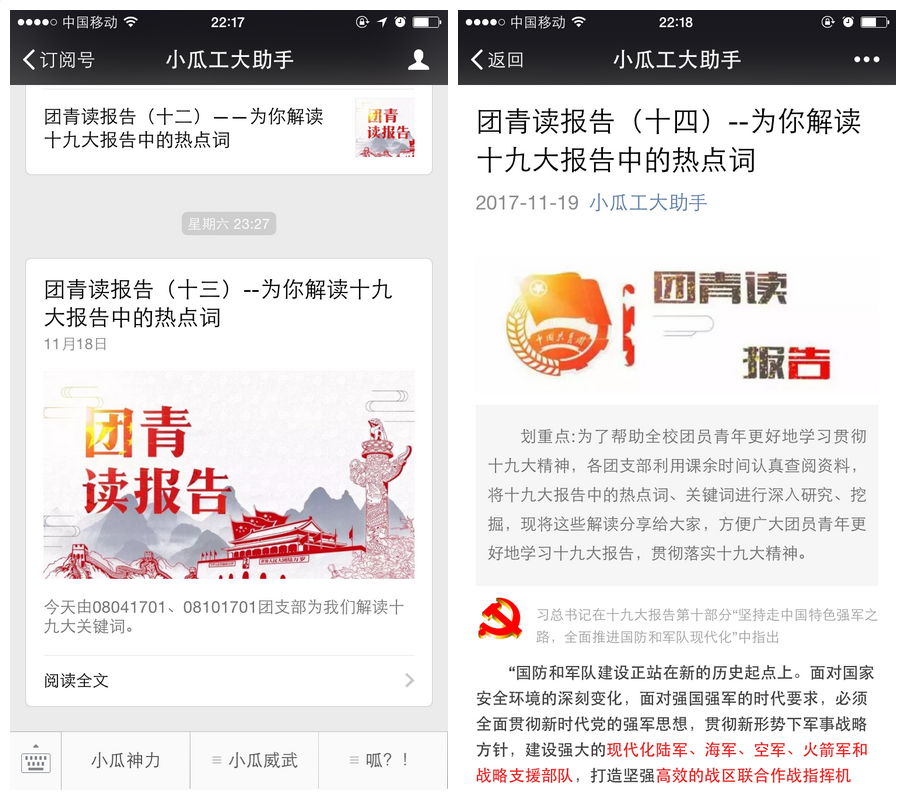 中国移动
22:17
订阅号
小瓜工大助手
团青读报告（十二）——为你解读
十九大报告中的热点词
团青
读报告
星期六 23:27
团青读报告（十三）--为你解读十九
大报告中的热点词
11月18日
团青
读报告
今天由08041701、08101701团支部为我们解读十
九大关键词。
阅读全文
小瓜神力
小瓜威武
呱？！
中国移动
22:18
返回
小瓜工大助手
团青读报告（十四）--为你解读
十九大报告中的热点词
2017-11-19 小瓜工大助手
中国共青团
团青读
报告
划重点:为了帮助全校团员青年更好地学习贯彻
十九大精神，各团支部利用课余时间认真查阅资料，
将十九大报告中的热点词、关键词进行深入研究、挖
掘，现将这些解读分享给大家，方便广大团员青年更
好地学习十九大报告，贯彻落实十九大精神。
习总书记在十九大报告第十部分“坚持走中国特色强军之
路，全面推进国防和军队现代化”中指出
“国防和军队建设正站在新的历史起点上。面对国家
安全环境的深刻变化，面对强国强军的时代要求，必须
全面贯彻新时代党的强军思想，贯彻新形势下军事战略
方针，建设强大的现代化陆军、海军、空军、火箭军和
战略支援部队，打造坚强高效的战区联合作战指挥机